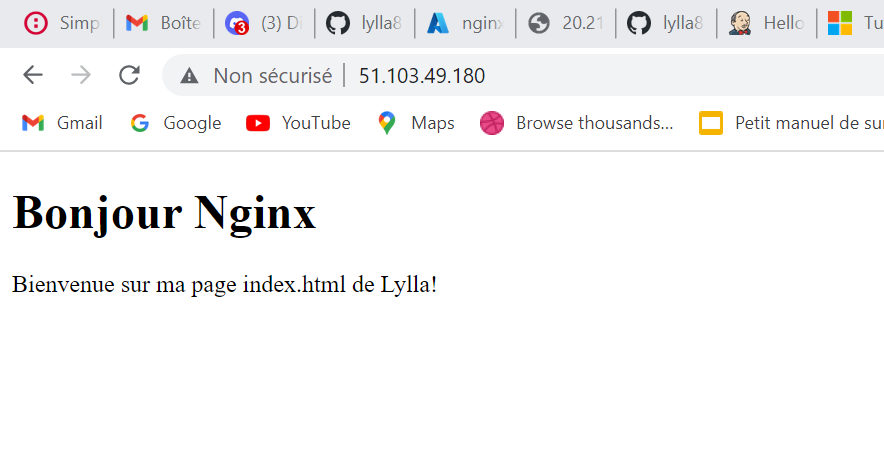 Simp
Boîte
3
(3) Di
lylla8
nginx
20.21
lylla8
Hello
Tu
Non sécurisé
51.103.49.180
Gmail
Google
YouTube
Maps
Browse thousands...
Petit manuel de sur
Bonjour Nginx
Bienvenue sur ma page index.html de Lylla!